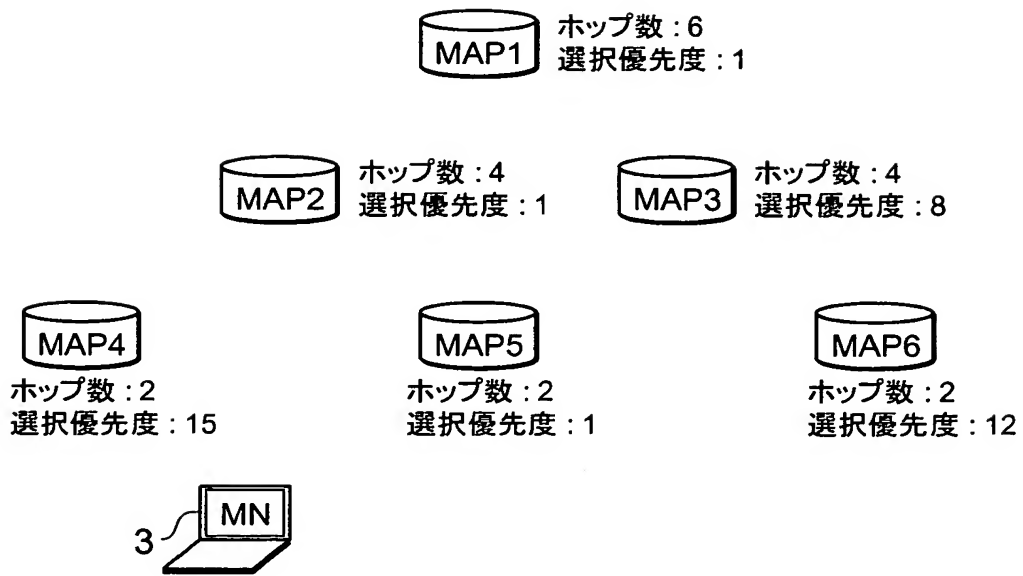 MAP1
ホップ数 : 6
選択優先度 : 1
MAP2
ホップ数 : 4
選択優先度 : 1
MAP3
ホップ数 : 4
選択優先度 : 8
MAP4
ホップ数 : 2
選択優先度 : 15
MAP5
ホップ数 : 2
選択優先度 : 1
MAP6
ホップ数 : 2
選択優先度 : 12
MN
3